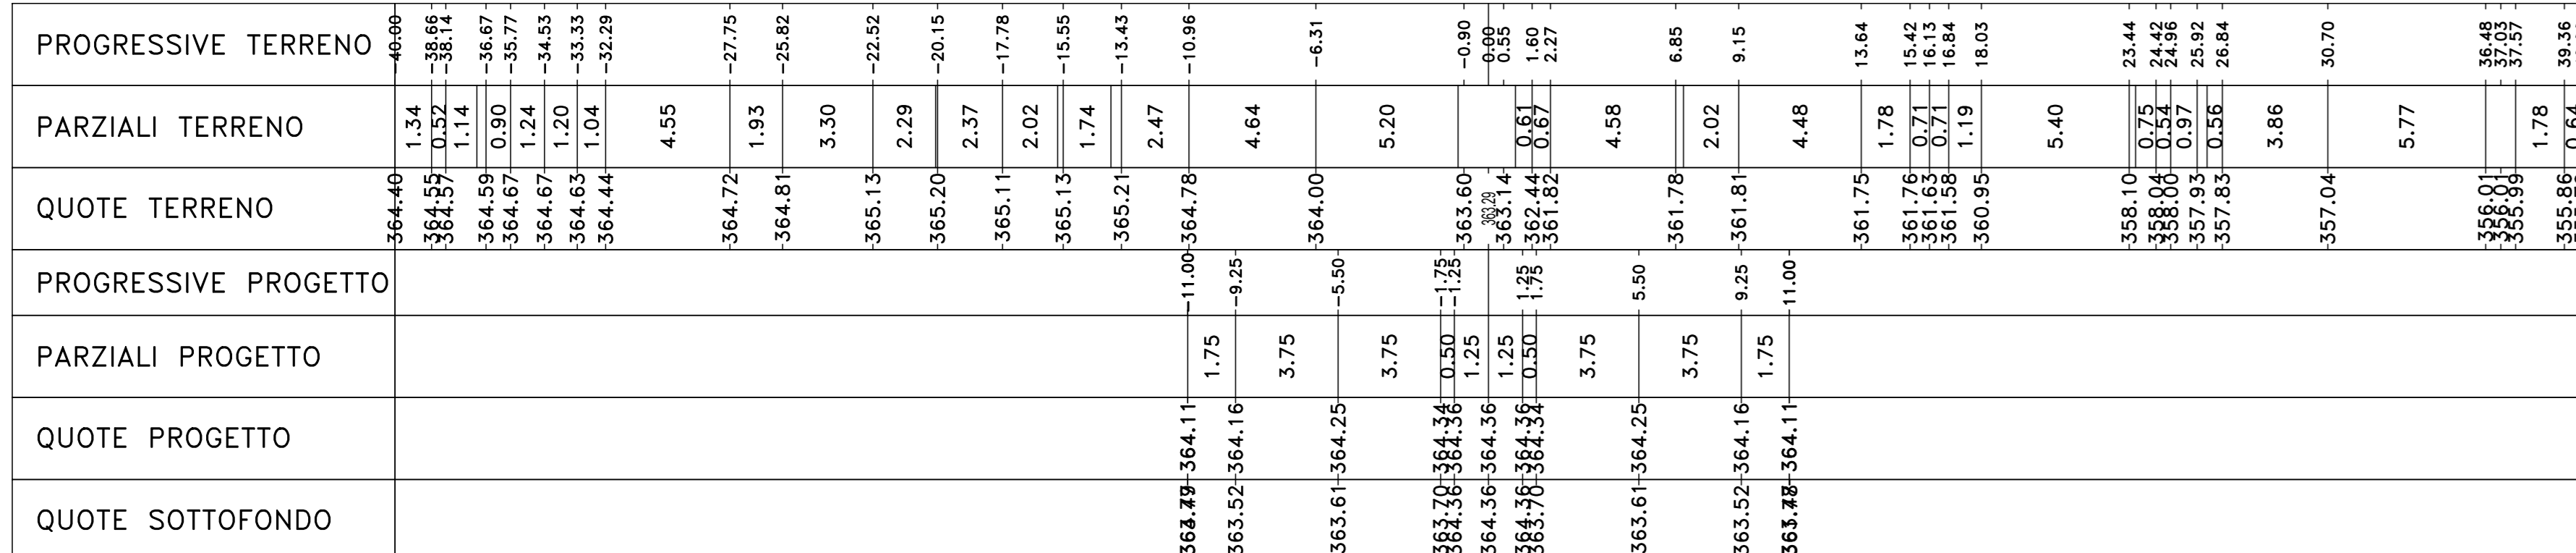 PROGRESSIVE TERRENO -40.00 -38.66 -38.14 -36.67 -35.77 -34.53 -33.33 -32.29 -27.75 -25.82 -22.52 -20.15 -17.78 -15.55 -13.43 -10.96 -6.31 -0.90 0.00 0.55 1.60 2.27 6.85 9.15 13.64 15.42 16.13 16.84 18.03 23.44 24.42 24.96 25.92 26.84 30.70 36.48 37.03 37.57 39.36
PARZIALI TERRENO 1.34 0.52 1.14 0.90 1.24 1.20 1.04 4.55 1.93 3.30 2.29 2.37 2.02 1.74 2.47 4.64 5.20 0.61 0.67 4.58 2.02 4.48 1.78 0.71 0.71 1.19 5.40 0.75 0.54 0.97 0.56 3.86 5.77 1.78 0.64
QUOTE TERRENO 364.40 364.55 364.57 364.59 364.67 364.67 364.63 364.44 364.72 364.81 365.13 365.20 365.11 365.13 365.21 364.78 364.00 363.60 363.29 363.14 362.44 361.82 361.78 361.81 361.75 361.76 361.63 361.58 360.95 358.10 358.04 358.00 357.93 357.83 357.04 356.01 356.01 355.99 355.86
PROGRESSIVE PROGETTO -11.00 -9.25 -5.50 -1.75 -1.25 1.25 1.75 5.50 9.25 11.00
PARZIALI PROGETTO 1.75 3.75 3.75 0.50 1.25 1.25 0.50 3.75 3.75 1.75
QUOTE PROGETTO 364.11 364.16 364.25 364.34 364.36 364.36 364.36 364.34 364.25 364.16 364.11
QUOTE SOTTOFONDO 363.52 363.61 363.70 364.36 364.36 364.36 363.70 363.61 363.52